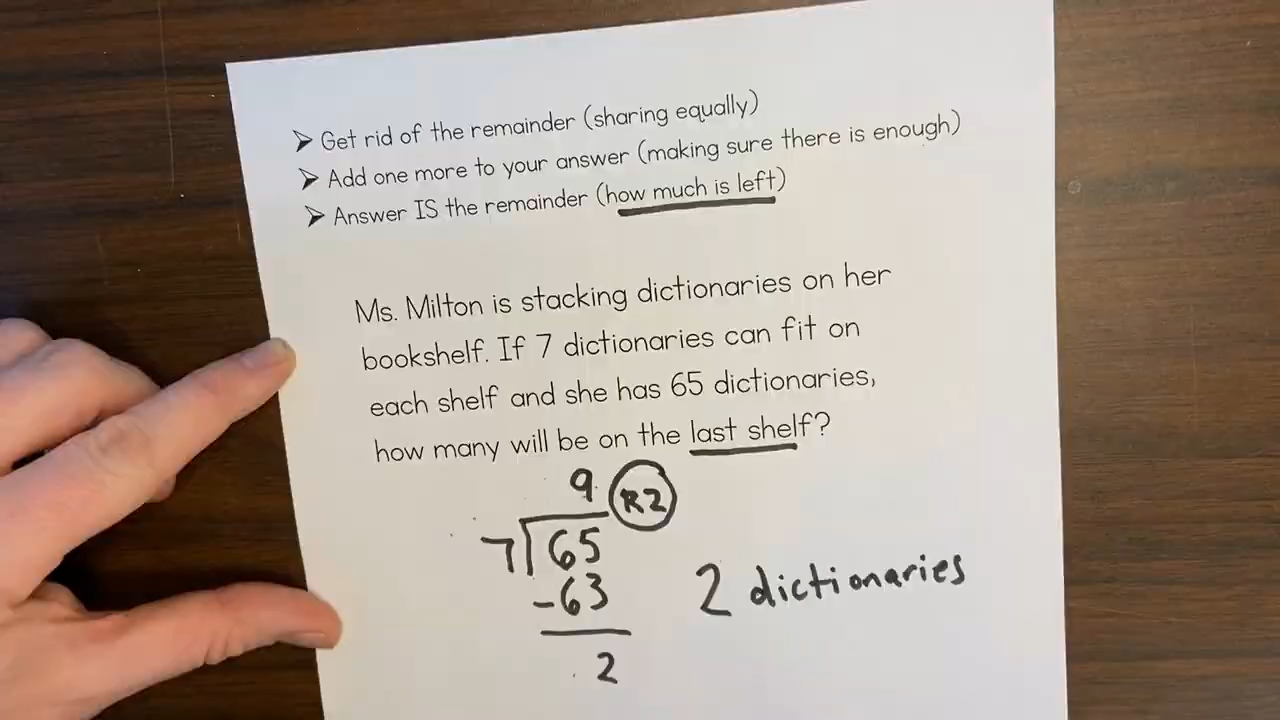 ➤ Get rid of the remainder (sharing equally)
➤ Add one more to your answer (making sure there is enough)
➤ Answer IS the remainder (how much is left)
Ms. Milton is stacking dictionaries on her
bookshelf. If 7 dictionaries can fit on
each shelf and she has 65 dictionaries,
how many will be on the last shelf?
9 R2
7 65
-63
2
2 dictionaries